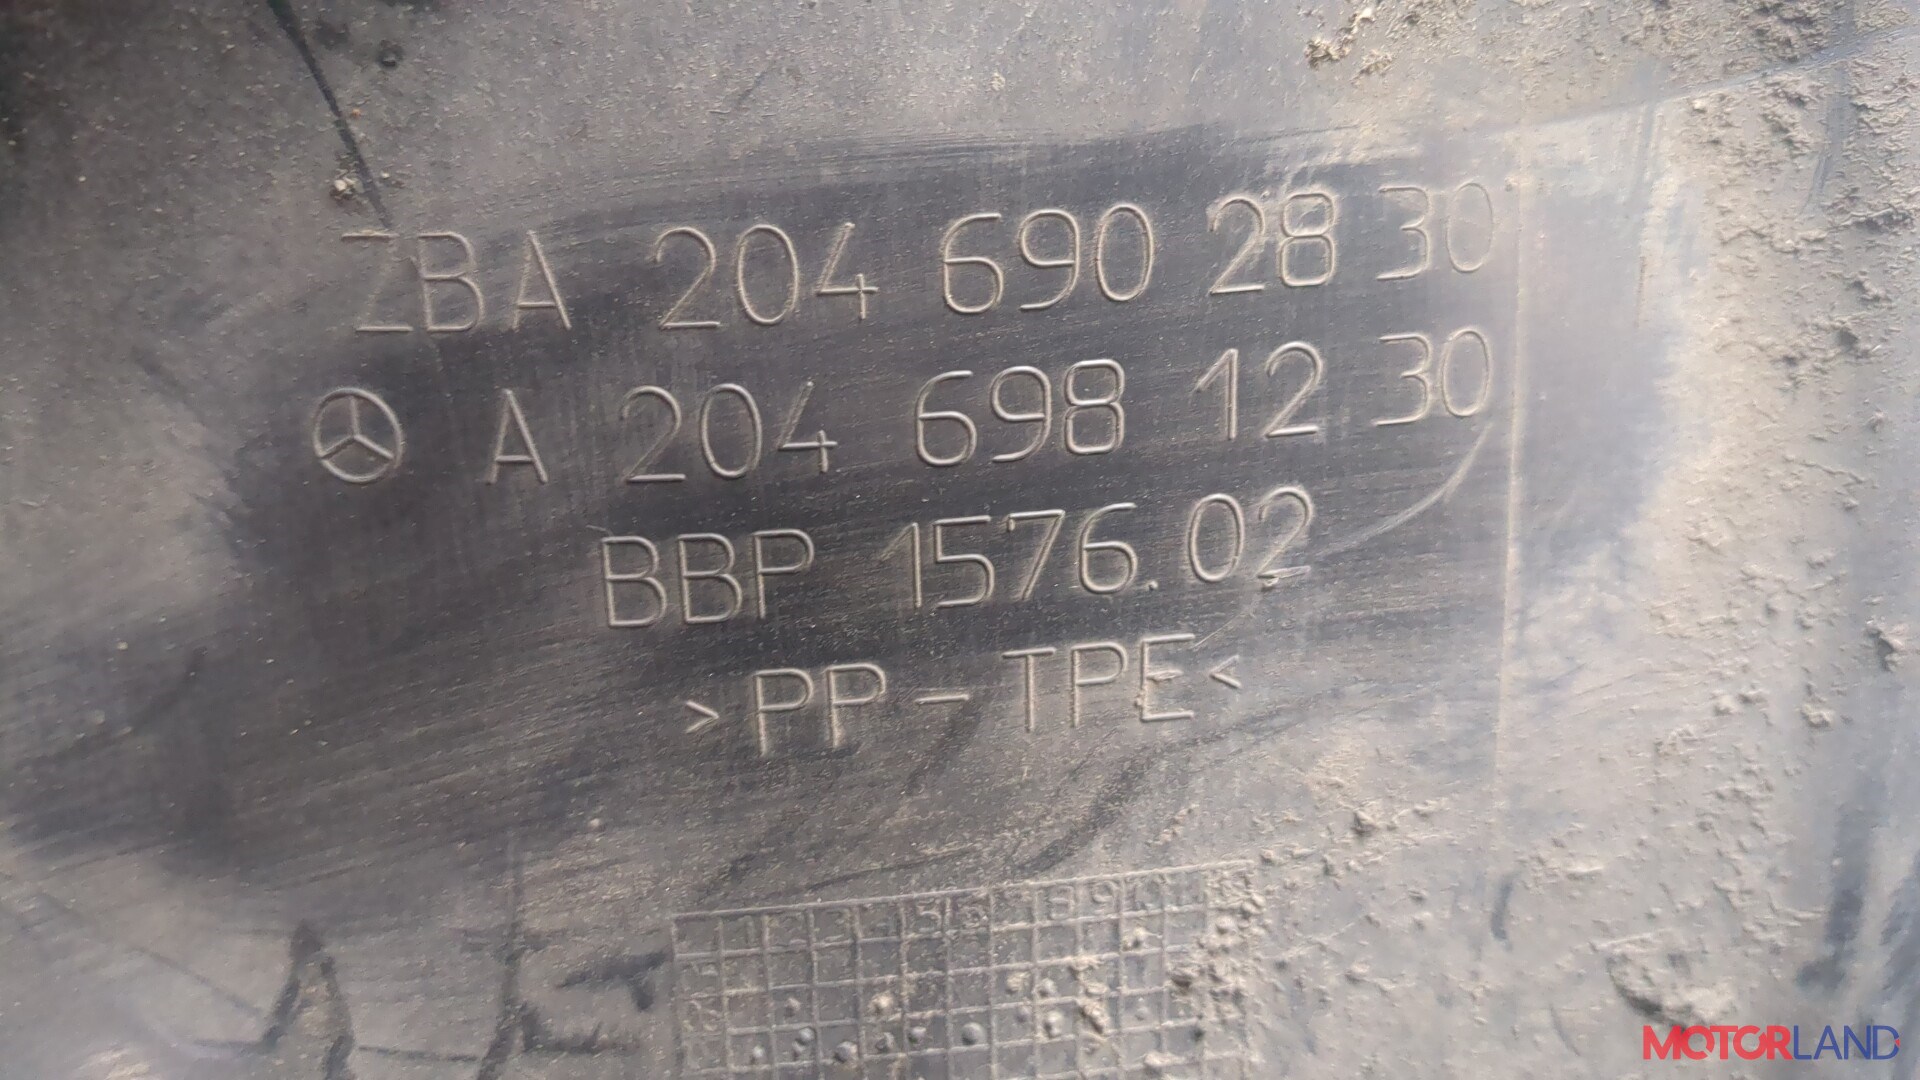 ZBA 204 690 28 30
A 204 698 12 30
BBP 1576.02
>PP-TPE<
MOTORLAND